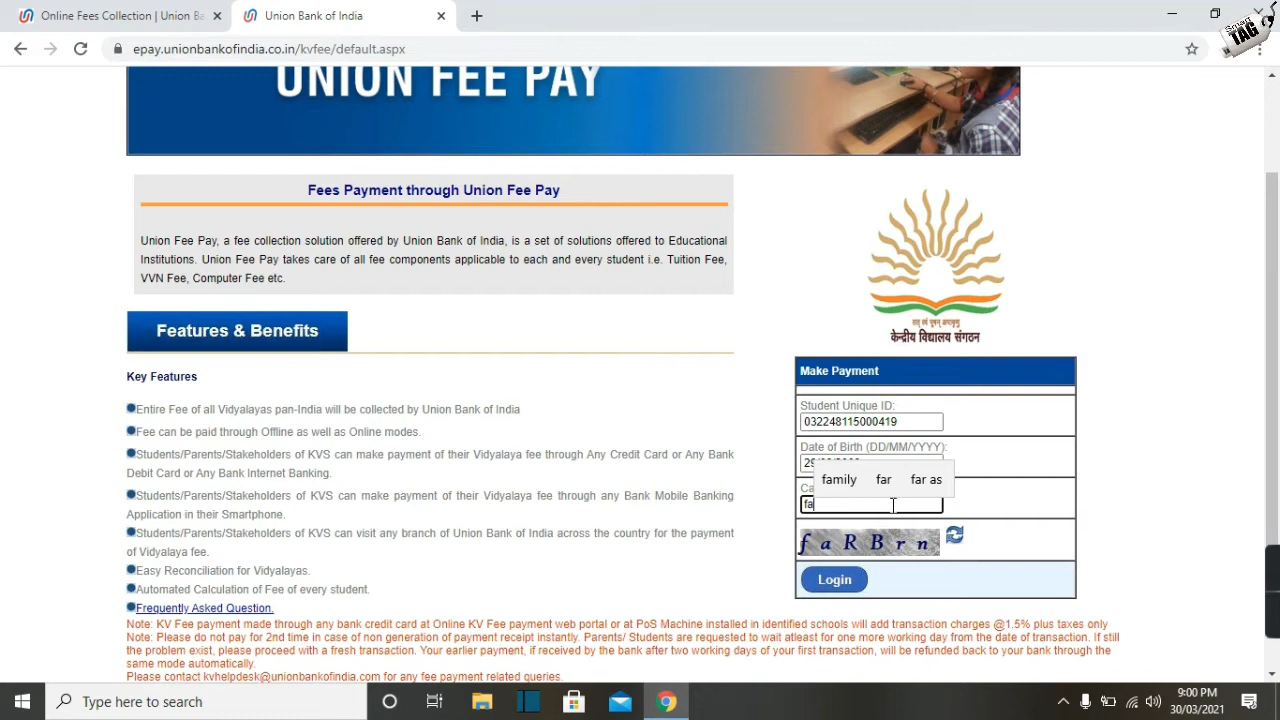 Online Fees Collection | Union Ba
Union Bank of India
Smart
TAG
epay.unionbankofindia.co.in/kvfee/default.aspx
UNION FEE PAY
Fees Payment through Union Fee Pay
Union Fee Pay, a fee collection solution offered by Union Bank of India, is a set of solutions offered to Educational
Institutions. Union Fee Pay takes care of all fee components applicable to each and every student i.e. Tuition Fee,
VVN Fee, Computer Fee etc.
केन्द्रीय विद्यालय संगठन
Features & Benefits
Key Features
Entire Fee of all Vidyalayas pan-India will be collected by Union Bank of India
Fee can be paid through Offline as well as Online modes.
Students/Parents/Stakeholders of KVS can make payment of their Vidyalaya fee through Any Credit Card or Any Bank
Debit Card or Any Bank Internet Banking.
Students/Parents/Stakeholders of KVS can make payment of their Vidyalaya fee through any Bank Mobile Banking
Application in their Smartphone.
Students/Parents/Stakeholders of KVS can visit any branch of Union Bank of India across the country for the payment
of Vidyalaya fee.
Easy Reconciliation for Vidyalayas.
Automated Calculation of Fee of every student.
Frequently Asked Question.
Make Payment
Student Unique ID:
032248115000419
Date of Birth (DD/MM/YYYY):
family far far as
fa
f a R B r n
Login
Note: KV Fee payment made through any bank credit card at Online KV Fee payment web portal or at PoS Machine installed in identified schools will add transaction charges @1.5% plus taxes only
Note: Please do not pay for 2nd time in case of non generation of payment receipt instantly. Parents/ Students are requested to wait atleast for one more working day from the date of transaction. If still
the problem exist, please proceed with a fresh transaction. Your earlier payment, if received by the bank after two working days of your first transaction, will be refunded back to your bank through the
same mode automatically.
Please contact kvhelpdesk@unionbankofindia.com for any fee payment related queries.
Type here to search
9:00 PM
30/03/2021